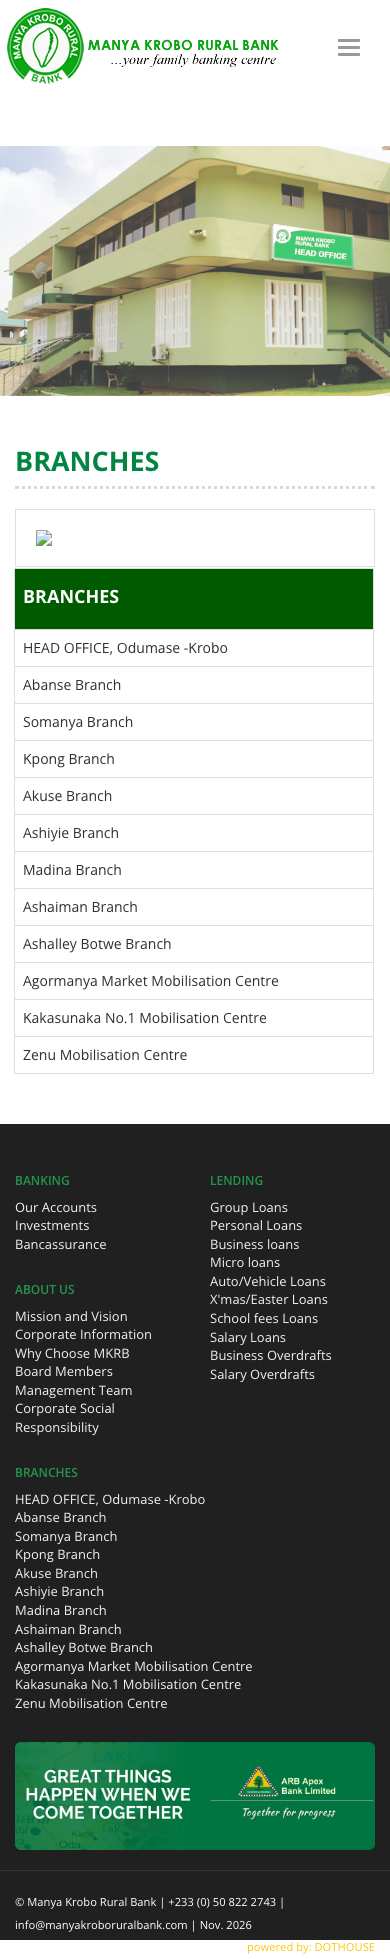 MANYA KROBO RURAL
BANK
MANYA KROBO RURAL BANK
...your family banking centre
MANYA KROBO
RURAL BANK
HEAD OFFICE
BRANCHES
BRANCHES
HEAD OFFICE, Odumase -Krobo
Abanse Branch
Somanya Branch
Kpong Branch
Akuse Branch
Ashiyie Branch
Madina Branch
Ashaiman Branch
Ashalley Botwe Branch
Agormanya Market Mobilisation Centre
Kakasunaka No.1 Mobilisation Centre
Zenu Mobilisation Centre
BANKING
Our Accounts
Investments
Bancassurance
ABOUT US
Mission and Vision
Corporate Information
Why Choose MKRB
Board Members
Management Team
Corporate Social
Responsibility
LENDING
Group Loans
Personal Loans
Business loans
Micro loans
Auto/Vehicle Loans
X'mas/Easter Loans
School fees Loans
Salary Loans
Business Overdrafts
Salary Overdrafts
BRANCHES
HEAD OFFICE, Odumase -Krobo
Abanse Branch
Somanya Branch
Kpong Branch
Akuse Branch
Ashiyie Branch
Madina Branch
Ashaiman Branch
Ashalley Botwe Branch
Agormanya Market Mobilisation Centre
Kakasunaka No.1 Mobilisation Centre
Zenu Mobilisation Centre
GREAT THINGS
HAPPEN WHEN WE
COME TOGETHER
ARB Apex
Bank Limited
Together for progress
© Manya Krobo Rural Bank | +233 (0) 50 822 2743 |
info@manyakroboruralbank.com | Nov. 2026
powered by: DOTHOUSE